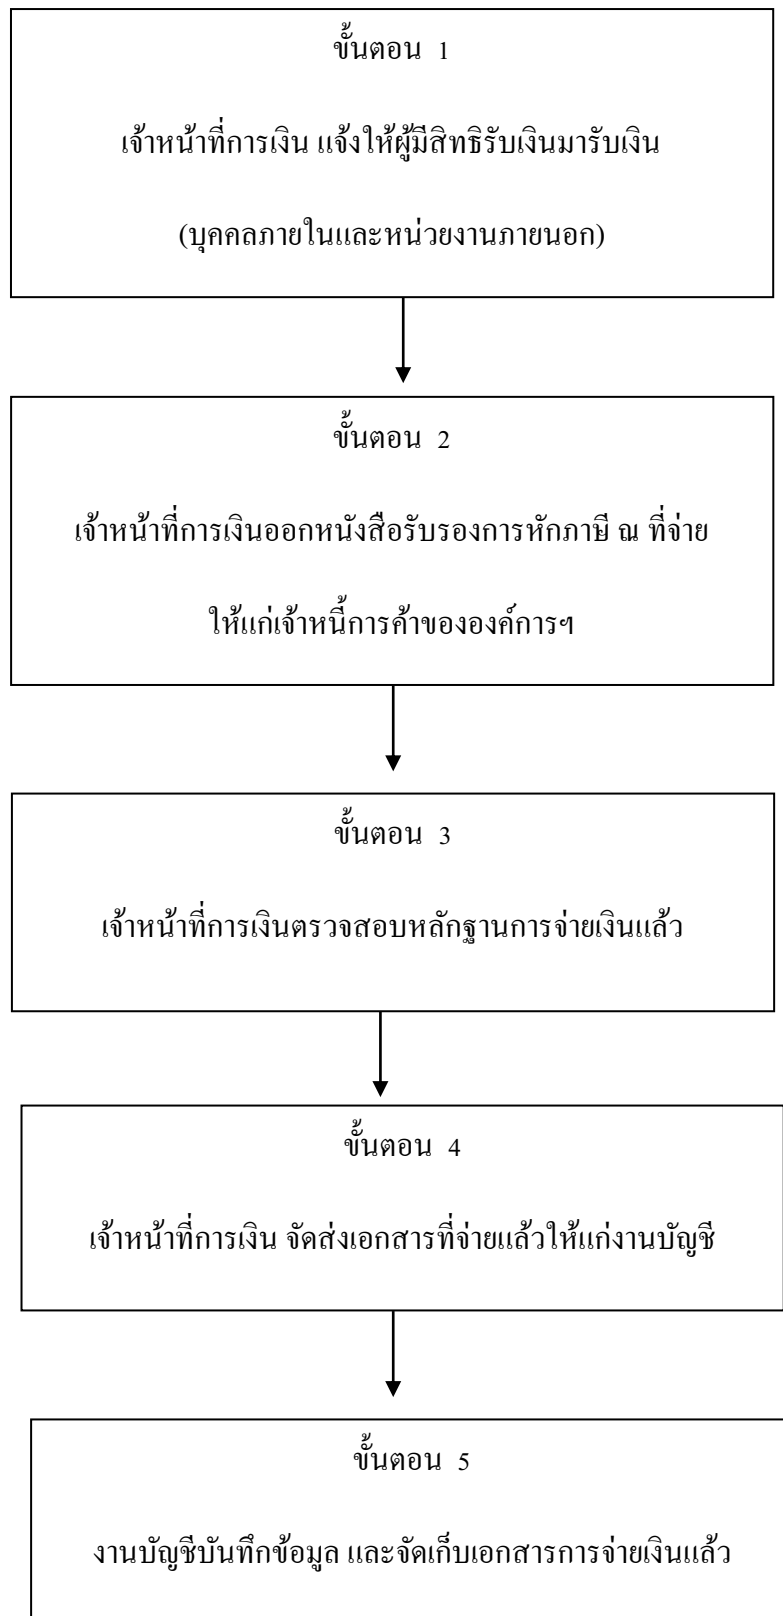 ขั้นตอน 1
เจ้าหน้าที่การเงิน แจ้งให้ผู้มีสิทธิรับเงินมารับเงิน
(บุคคลภายในและหน่วยงานภายนอก)
ขั้นตอน 2
เจ้าหน้าที่การเงินออกหนังสือรับรองการหักภาษี ณ ที่จ่าย
ให้แก่เจ้าหนี้การค้าขององค์การฯ
ขั้นตอน 3
เจ้าหน้าที่การเงินตรวจสอบหลักฐานการจ่ายเงินแล้ว
ขั้นตอน 4
เจ้าหน้าที่การเงิน จัดส่งเอกสารที่จ่ายแล้วให้แก่งานบัญชี
ขั้นตอน 5
งานบัญชีบันทึกข้อมูล และจัดเก็บเอกสารการจ่ายเงินแล้ว